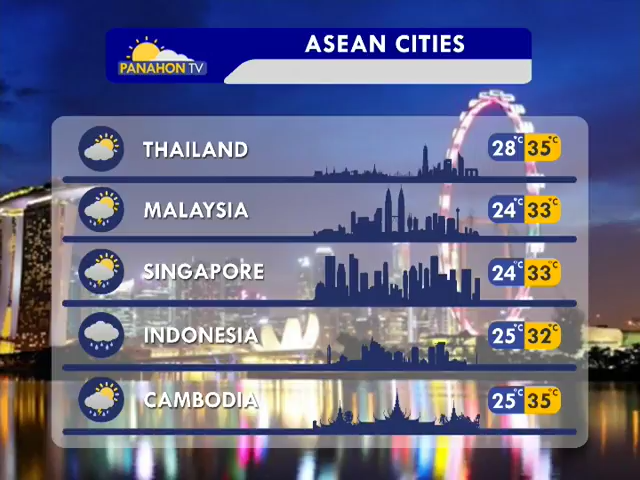 ASEAN CITIES
PANAHON TV
THAILAND 28°C 35°C
MALAYSIA 24°C 33°C
SINGAPORE 24°C 33°C
INDONESIA 25°C 32°C
CAMBODIA 25°C 35°C